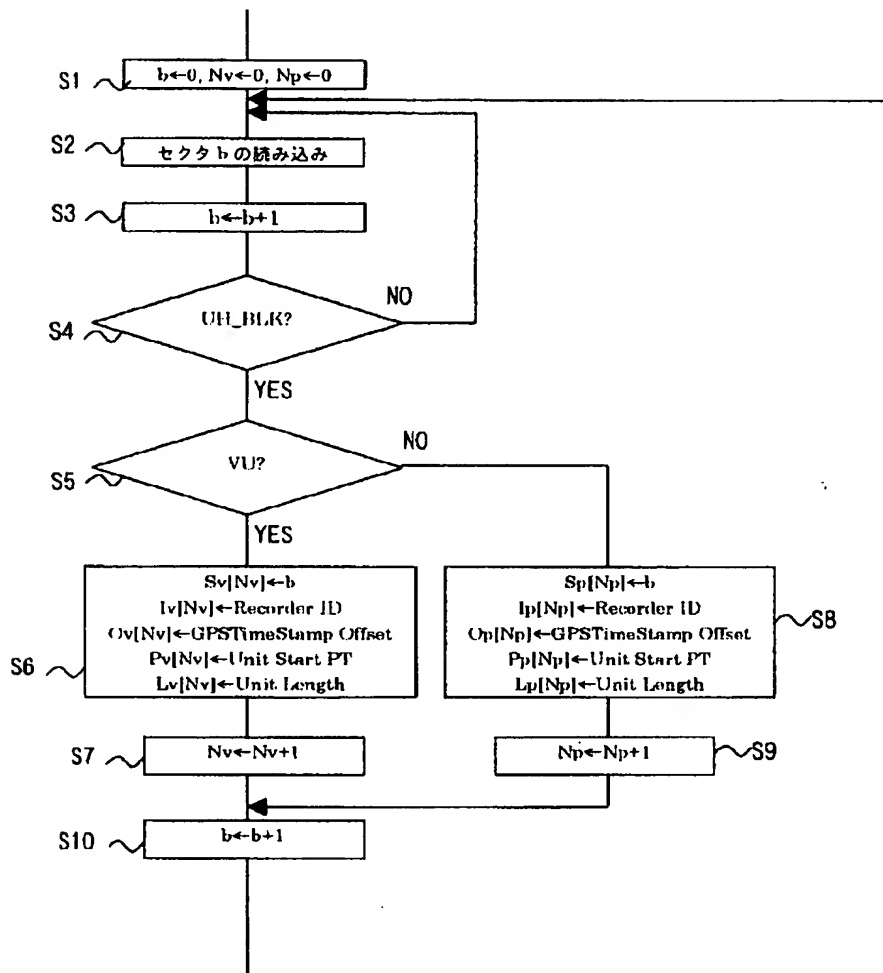 S1
b←0, Nv←0, Np←0
S2
セクタbの読み込み
S3
b←b+1
S4
UH_BLK?
NO
YES
S5
VU?
NO
YES
S6
Sv[Nv]←b
Iv[Nv]←Recorder ID
Ov[Nv]←GPSTimeStamp Offset
Pv[Nv]←Unit Start PT
Lv[Nv]←Unit Length
Sp[Np]←b
Ip[Np]←Recorder ID
Op[Np]←GPSTimeStamp Offset
Pp[Np]←Unit Start PT
Lp[Np]←Unit Length
S8
S7
Nv←Nv+1
Np←Np+1
S9
S10
b←b+1